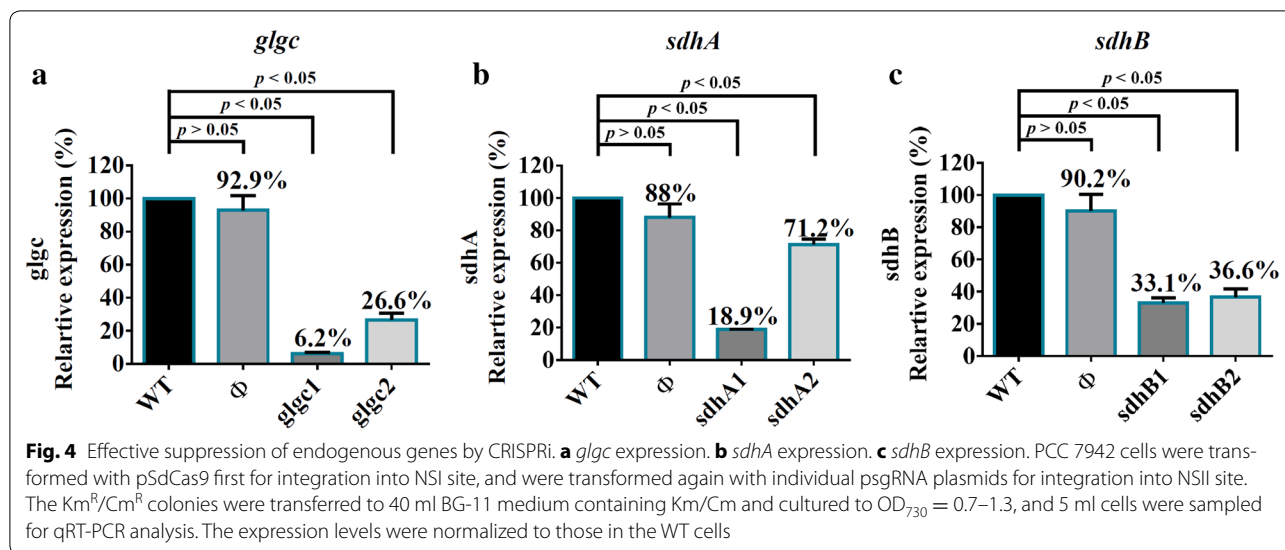 glgc
sdhA
sdhB
a
b
c
p < 0.05
p < 0.05
p > 0.05
p < 0.05
p < 0.05
p > 0.05
p < 0.05
p < 0.05
p > 0.05
glgc
Relartive expression (%)
120
100
80
60
40
20
0
92.9%
6.2%
26.6%
WT
Φ
glgc1
glgc2
sdhA
Relartive expression (%)
120
100
80
60
40
20
0
88%
18.9%
71.2%
WT
Φ
sdhA1
sdhA2
sdhB
Relartive expression (%)
120
100
80
60
40
20
0
90.2%
33.1%
36.6%
WT
Φ
sdhB1
sdhB2
Fig. 4 Effective suppression of endogenous genes by CRISPRi. a glgc expression. b sdhA expression. c sdhB expression. PCC 7942 cells were trans-
formed with pSdCas9 first for integration into NSI site, and were transformed again with individual psgRNA plasmids for integration into NSII site.
The Kmᴿ/Cmᴿ colonies were transferred to 40 ml BG-11 medium containing Km/Cm and cultured to OD₇₃₀ = 0.7–1.3, and 5 ml cells were sampled
for qRT-PCR analysis. The expression levels were normalized to those in the WT cells